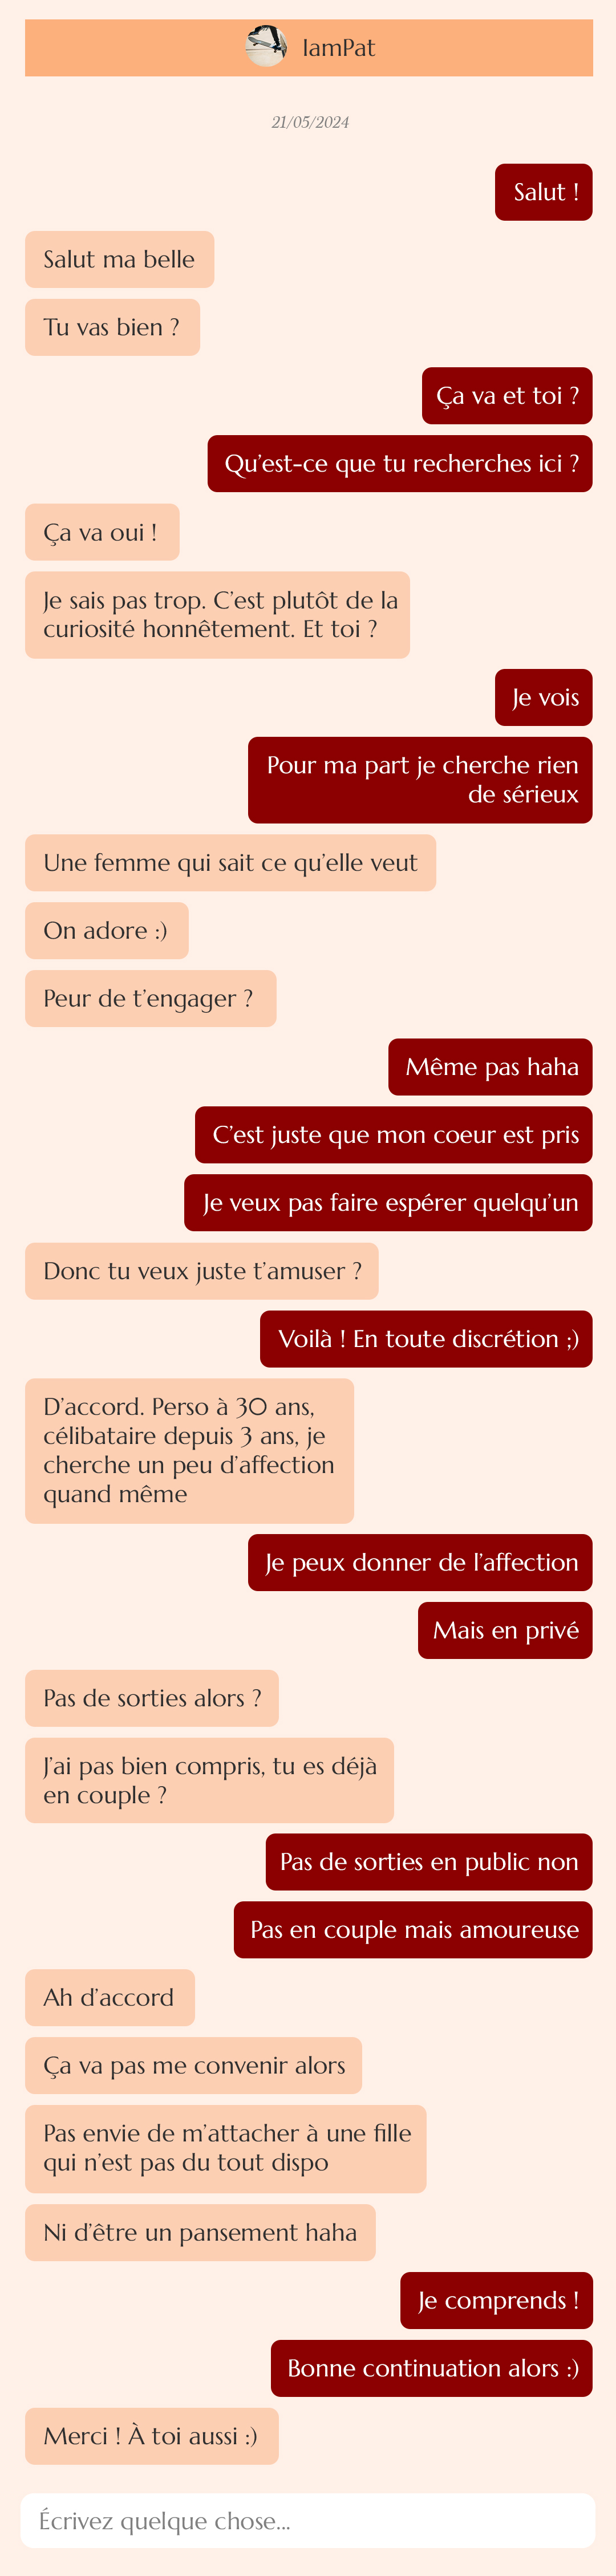 IamPat
21/05/2024
Salut !
Salut ma belle
Tu vas bien ?
Ça va et toi ?
Qu’est-ce que tu recherches ici ?
Ça va oui !
Je sais pas trop. C’est plutôt de la
curiosité honnêtement. Et toi ?
Je vois
Pour ma part je cherche rien
de sérieux
Une femme qui sait ce qu’elle veut
On adore :)
Peur de t’engager ?
Même pas haha
C’est juste que mon coeur est pris
Je veux pas faire espérer quelqu’un
Donc tu veux juste t’amuser ?
Voilà ! En toute discrétion ;)
D’accord. Perso à 30 ans,
célibataire depuis 3 ans, je
cherche un peu d’affection
quand même
Je peux donner de l’affection
Mais en privé
Pas de sorties alors ?
J’ai pas bien compris, tu es déjà
en couple ?
Pas de sorties en public non
Pas en couple mais amoureuse
Ah d’accord
Ça va pas me convenir alors
Pas envie de m’attacher à une fille
qui n’est pas du tout dispo
Ni d’être un pansement haha
Je comprends !
Bonne continuation alors :)
Merci ! À toi aussi :)
Écrivez quelque chose...